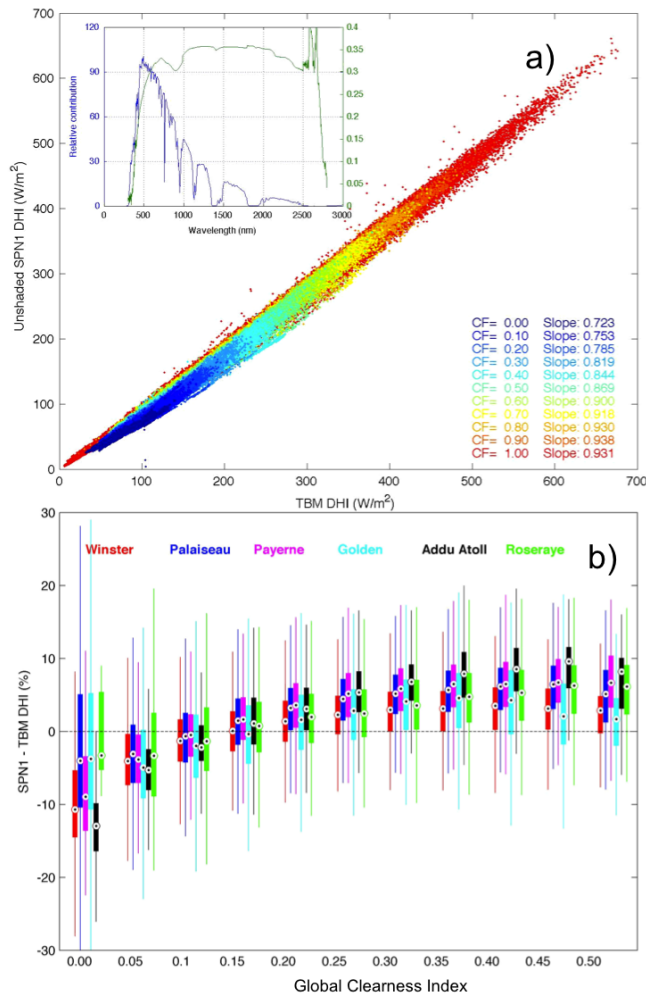 700
600
500
400
300
200
100
0
Unshaded SPN1 DHI (W/m²)
0 100 200 300 400 500 600 700
TBM DHI (W/m²)
a)
120
90
60
30
0
Relative contribution
0.4
0.35
0.3
0.25
0.2
0.15
0.1
0.05
0
0 500 1000 1500 2000 2500 3000
Wavelength (nm)
CF= 0.00 Slope: 0.723
CF= 0.10 Slope: 0.753
CF= 0.20 Slope: 0.785
CF= 0.30 Slope: 0.819
CF= 0.40 Slope: 0.844
CF= 0.50 Slope: 0.869
CF= 0.60 Slope: 0.900
CF= 0.70 Slope: 0.918
CF= 0.80 Slope: 0.930
CF= 0.90 Slope: 0.938
CF= 1.00 Slope: 0.931
30
20
10
0
-10
-20
-30
SPN1 - TBM DHI (%)
Winster Palaiseau Payerne Golden Addu Atoll Roseraye
b)
0.00 0.05 0.1 0.15 0.20 0.25 0.30 0.35 0.40 0.45 0.50
Global Clearness Index